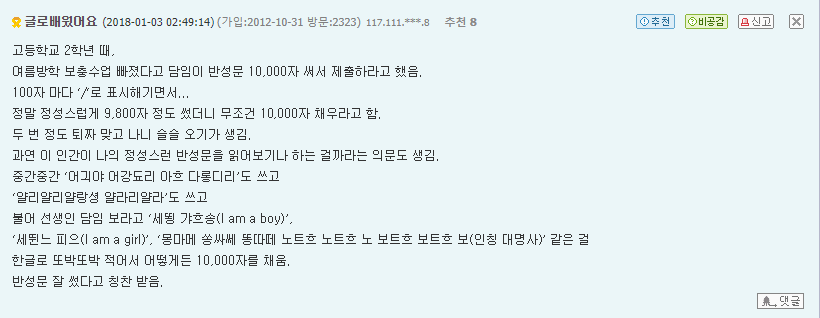 글로배웠어요 (2018-01-03 02:49:14) (가입:2012-10-31 방문:2323) 117.111.***.8 추천 8 추천 비공감 신고
고등학교 2학년 때,
여름방학 보충수업 빠졌다고 담임이 반성문 10,000자 써서 제출하라고 했음.
100자 마다 '/'로 표시해기면서...
정말 정성스럽게 9,800자 정도 썼더니 무조건 10,000자 채우라고 함.
두 번 정도 퇴짜 맞고 나니 슬슬 오기가 생김.
과연 이 인간이 나의 정성스런 반성문을 읽어보기나 하는 걸까라는 의문도 생김.
중간중간 '어긔야 어강됴리 아흐 다롱디리'도 쓰고
'얄리얄리얄랑셩 얄라리얄라'도 쓰고
불어 선생인 담임 보라고 '세뙹 갸흐송(I am a boy)',
'세뛴느 피으(I am a girl)', '몽마메 쏭싸쎄 똥따떼 노트흐 노트흐 노 보트흐 보트흐 보(인칭 대명사)' 같은 걸
한글로 또박또박 적어서 어떻게든 10,000자를 채움.
반성문 잘 썼다고 칭찬 받음.
댓글